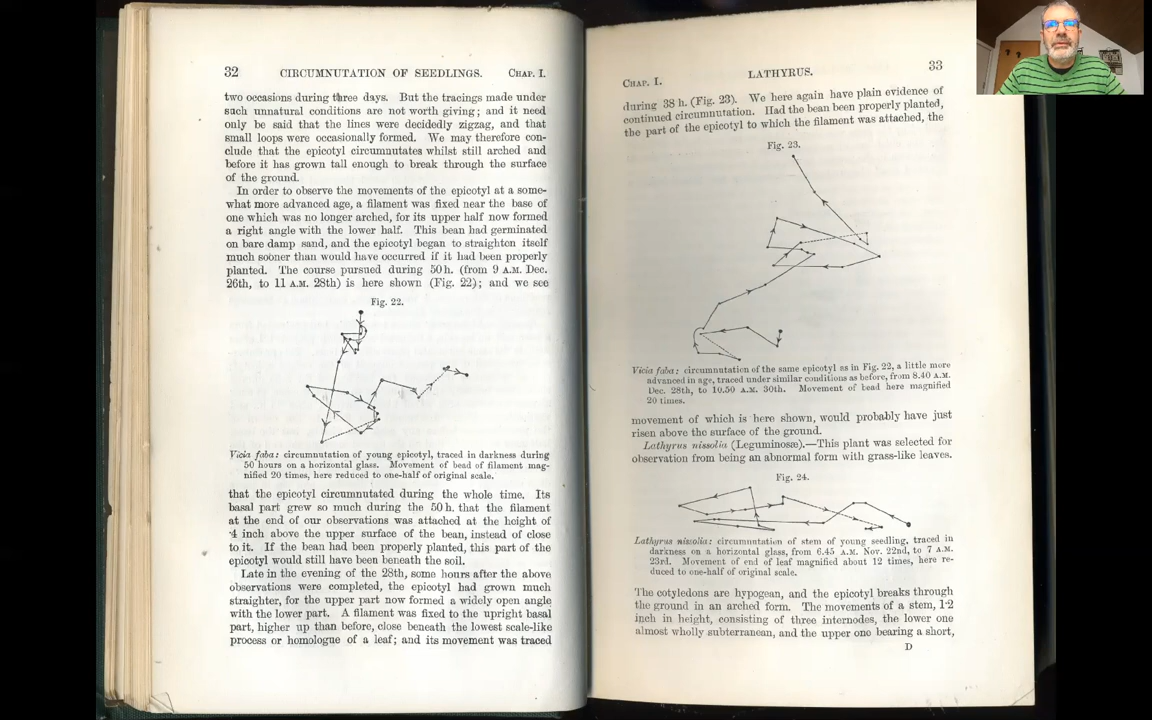 32 CIRCUMNUTATION OF SEEDLINGS. CHAP. I.
two occasions during three days. But the tracings made under
such unnatural conditions are not worth giving; and it need
only be said that the lines were decidedly zigzag, and that
small loops were occasionally formed. We may therefore con-
clude that the epicotyl circumnutates whilst still arched and
before it has grown tall enough to break through the surface
of the ground.
In order to observe the movements of the epicotyl at a some-
what more advanced age, a filament was fixed near the base of
one which was no longer arched, for its upper half now formed
a right angle with the lower half. This bean had germinated
on bare damp sand, and the epicotyl began to straighten itself
much sooner than would have occurred if it had been properly
planted. The course pursued during 50 h. (from 9 A.M. Dec.
26th, to 11 A.M. 28th) is here shown (Fig. 22); and we see
Fig. 22.
Vicia faba: circumnutation of young epicotyl, traced in darkness during
50 hours on a horizontal glass. Movement of bead of filament mag-
nified 20 times, here reduced to one-half of original scale.
that the epicotyl circumnutated during the whole time. Its
basal part grew so much during the 50 h. that the filament
at the end of our observations was attached at the height of
·4 inch above the upper surface of the bean, instead of close
to it. If the bean had been properly planted, this part of the
epicotyl would still have been beneath the soil.
Late in the evening of the 28th, some hours after the above
observations were completed, the epicotyl had grown much
straighter, for the upper part now formed a widely open angle
with the lower part. A filament was fixed to the upright basal
part, higher up than before, close beneath the lowest scale-like
process or homologue of a leaf; and its movement was traced
CHAP. I. LATHYRUS. 33
during 38 h. (Fig. 23). We here again have plain evidence of
continued circumnutation. Had the bean been properly planted,
the part of the epicotyl to which the filament was attached, the
Fig. 23.
Vicia faba: circumnutation of the same epicotyl as in Fig. 22, a little more
advanced in age, traced under similar conditions as before, from 8.40 A.M.
Dec. 28th, to 10.50 A.M. 30th. Movement of bead here magnified
20 times.
movement of which is here shown, would probably have just
risen above the surface of the ground.
Lathyrus nissolia (Leguminosæ).—This plant was selected for
observation from being an abnormal form with grass-like leaves.
Fig. 24.
Lathyrus nissolia: circumnutation of stem of young seedling, traced in
darkness on a horizontal glass, from 6.45 A.M. Nov. 22nd, to 7 A.M.
23rd. Movement of end of leaf magnified about 12 times, here re-
duced to one-half of original scale.
The cotyledons are hypogean, and the epicotyl breaks through
the ground in an arched form. The movements of a stem, 1·2
inch in height, consisting of three internodes, the lower one
almost wholly subterranean, and the upper one bearing a short,
D